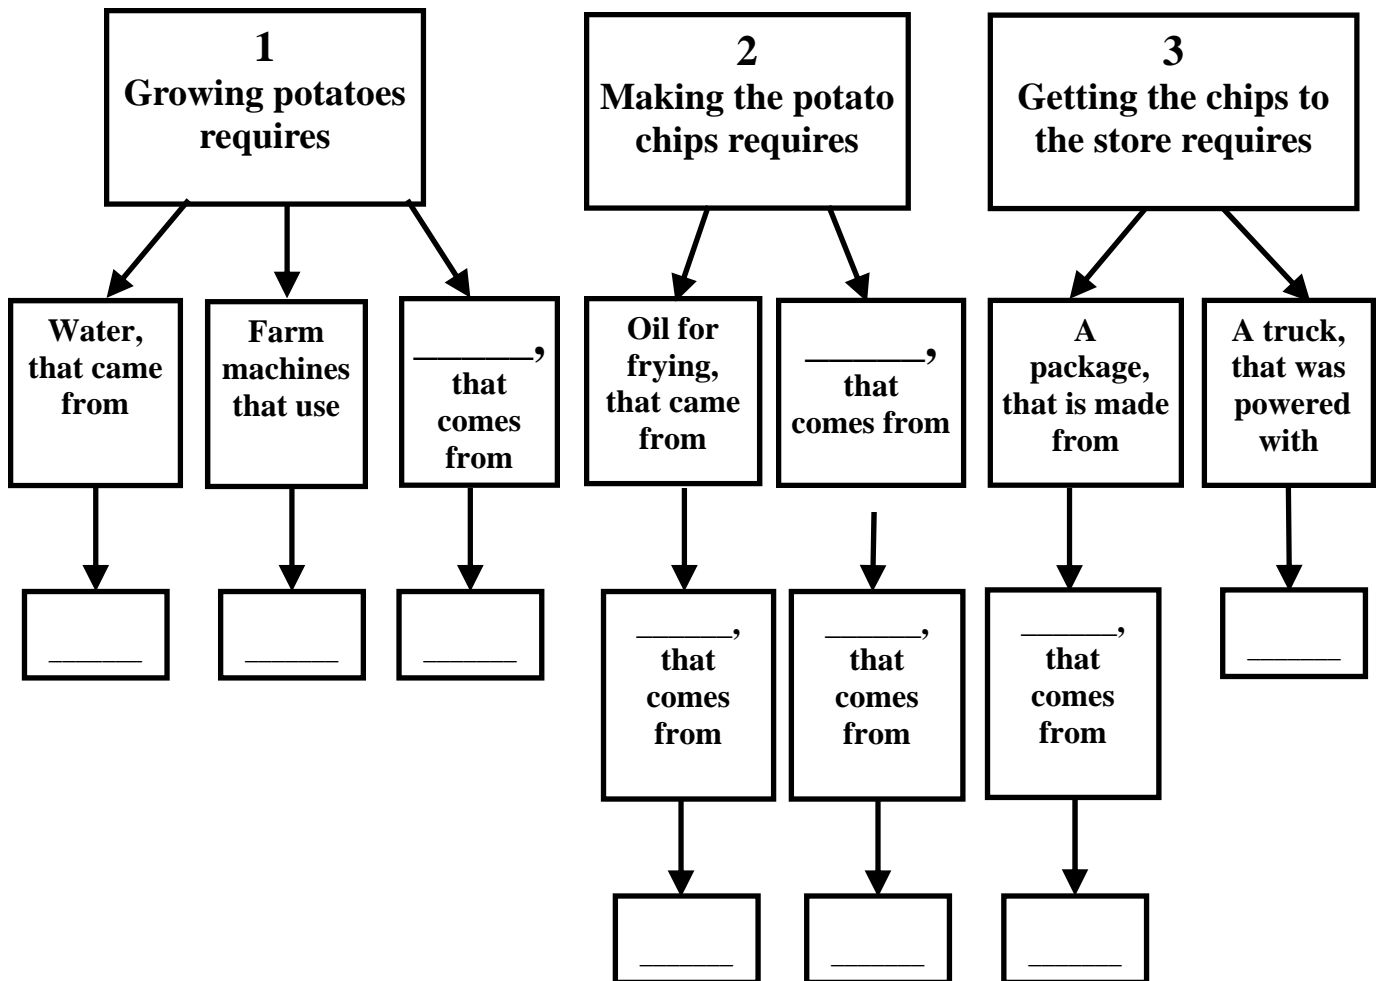 1
Growing potatoes
requires
2
Making the potato
chips requires
3
Getting the chips to
the store requires
Water,
that came
from
Farm
machines
that use
______,
that
comes
from
Oil for
frying,
that came
from
______,
that
comes from
A
package,
that is made
from
A truck,
that was
powered
with
______
______
______
______,
that
comes
from
______,
that
comes
from
______,
that
comes
from
______
______
______
______